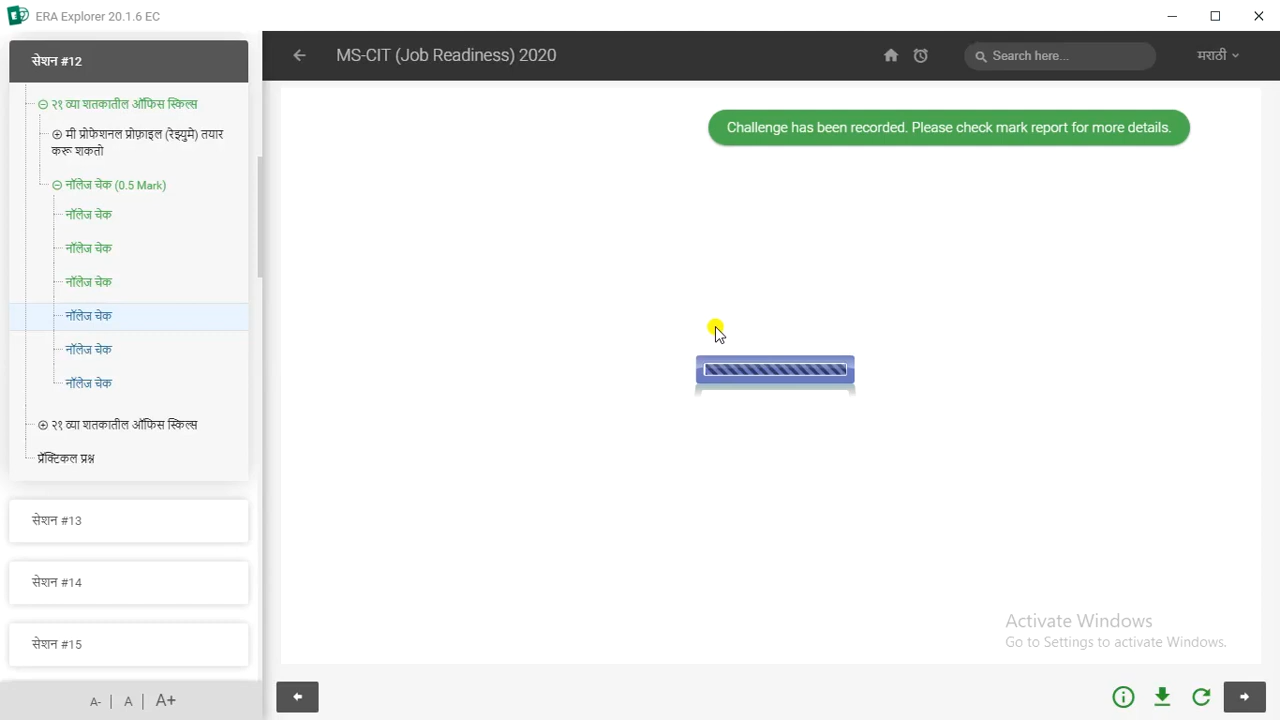 ERA Explorer 20.1.6 EC
सेशन #12
MS-CIT (Job Readiness) 2020
Search here...
मराठी
२१ व्या शतकातील ऑफिस स्किल्स
मी प्रोफेशनल प्रोफ़ाइल (रेझ्युमे) तयार
करू शकतो
नॉलेज चेक (0.5 Mark)
नॉलेज चेक
नॉलेज चेक
नॉलेज चेक
नॉलेज चेक
नॉलेज चेक
नॉलेज चेक
२१ व्या शतकातील ऑफिस स्किल्स
प्रॅक्टिकल प्रश्न
सेशन #13
सेशन #14
सेशन #15
A- | A | A+
Challenge has been recorded. Please check mark report for more details.
Activate Windows
Go to Settings to activate Windows.